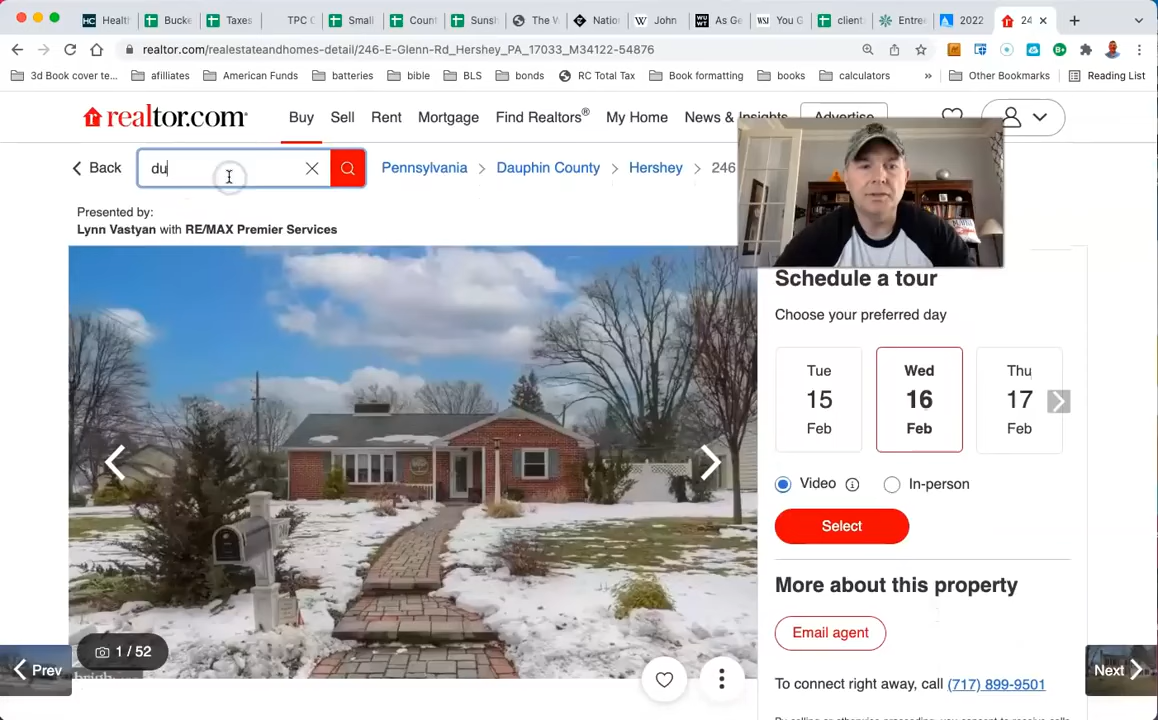 Health
Bucke
Taxes
TPC C
Small
Count
Sunsh
The V
Natio
John
As Ge
You G
client
Entre
2022
24
realtor.com/realestateandhomes-detail/246-E-Glenn-Rd_Hershey_PA_17033_M34122-54876
3d Book cover te...
afiliates
American Funds
batteries
bible
BLS
bonds
RC Total Tax
Book formatting
books
calculators
»
Other Bookmarks
Reading List
realtor.com
Buy
Sell
Rent
Mortgage
Find Realtors®
My Home
News & Insights
Advertise
Back
du
Pennsylvania > Dauphin County > Hershey > 246
Presented by:
Lynn Vastyan with RE/MAX Premier Services
Schedule a tour
Choose your preferred day
Tue
15
Feb
Wed
16
Feb
Thu
17
Feb
Video
In-person
Select
More about this property
Email agent
To connect right away, call (717) 899-9501
1 / 52
Prev
Next